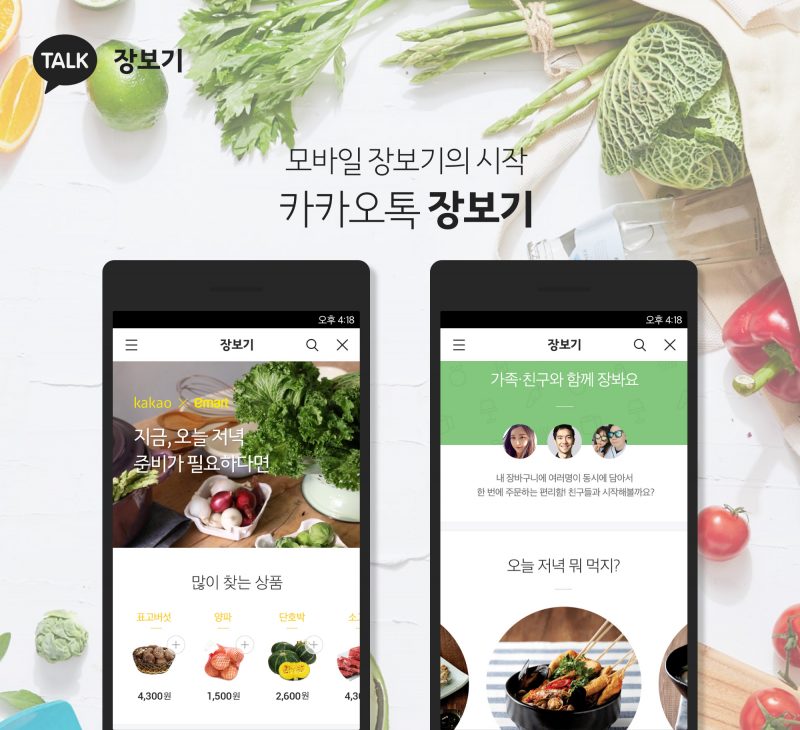 TALK 장보기
모바일 장보기의 시작
카카오톡 장보기
오후 4:18
장보기
kakao × emart
지금, 오늘 저녁
준비가 필요하다면
많이 찾는 상품
표고버섯 양파 단호박
4,300원 1,500원 2,600원
오후 4:18
장보기
가족·친구와 함께 장봐요
내 장바구니에 여러명이 동시에 담아서
한 번에 주문하는 편리함! 친구들과 시작해볼까요?
오늘 저녁 뭐 먹지?